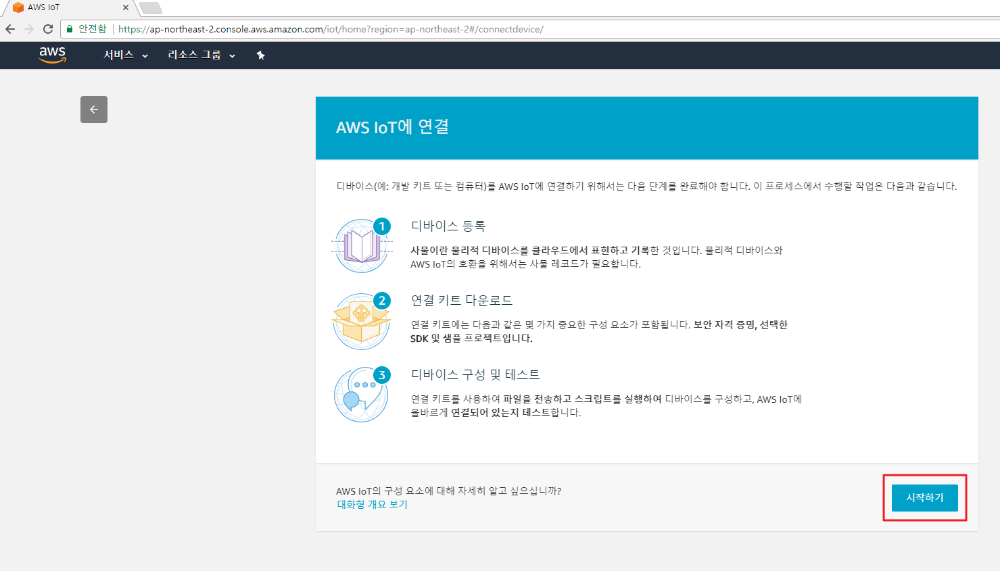 AWS IoT
안전함
https://ap-northeast-2.console.aws.amazon.com/iot/home?region=ap-northeast-2#/connectdevice/
aws 서비스 리소스 그룹
AWS IoT에 연결
디바이스(예: 개발 키트 또는 컴퓨터)를 AWS IoT에 연결하기 위해서는 다음 단계를 완료해야 합니다. 이 프로세스에서 수행할 작업은 다음과 같습니다.
1
디바이스 등록
사물이란 물리적 디바이스를 클라우드에서 표현하고 기록한 것입니다. 물리적 디바이스와
AWS IoT의 호환을 위해서는 사물 레코드가 필요합니다.
2
연결 키트 다운로드
연결 키트에는 다음과 같은 몇 가지 중요한 구성 요소가 포함됩니다. 보안 자격 증명, 선택한
SDK 및 샘플 프로젝트입니다.
3
디바이스 구성 및 테스트
연결 키트를 사용하여 파일을 전송하고 스크립트를 실행하여 디바이스를 구성하고, AWS IoT에
올바르게 연결되어 있는지 테스트합니다.
AWS IoT의 구성 요소에 대해 자세히 알고 싶으십니까?
대화형 개요 보기
시작하기